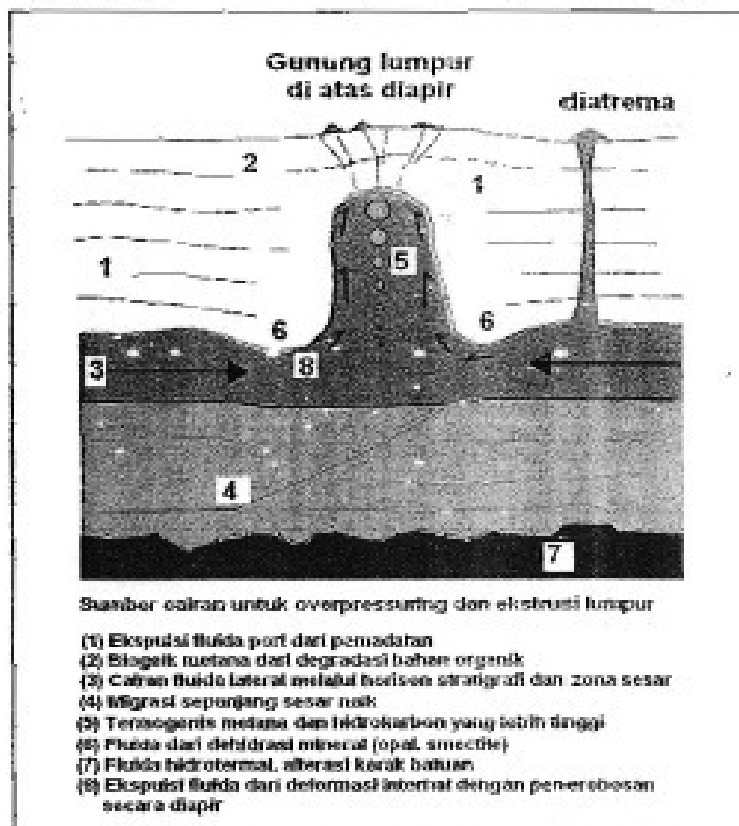 Gunung lumpur
di atas diapir
diatrema
2
1
1
5
6
6
8
3
4
7
Sumber cairan untuk overpressuring dan ekstrusi lumpur
(1) Ekspulsi fluida pori dari pemadatan
(2) Biogenik metana dari degradasi bahan organik
(3) Cairan fluida lateral melalui horison stratigrafi dan zona sesar
(4) Migrasi sepanjang sesar naik
(5) Termogenis metana dan hidrokarbon yang lebih tinggi
(6) Fluida dari dehidrasi mineral (opal, smectite)
(7) Fluida hidrotermal, alterasi kerak batuan
(8) Ekspulsi fluida dari deformasi internal dengan penerobosan
secara diapir